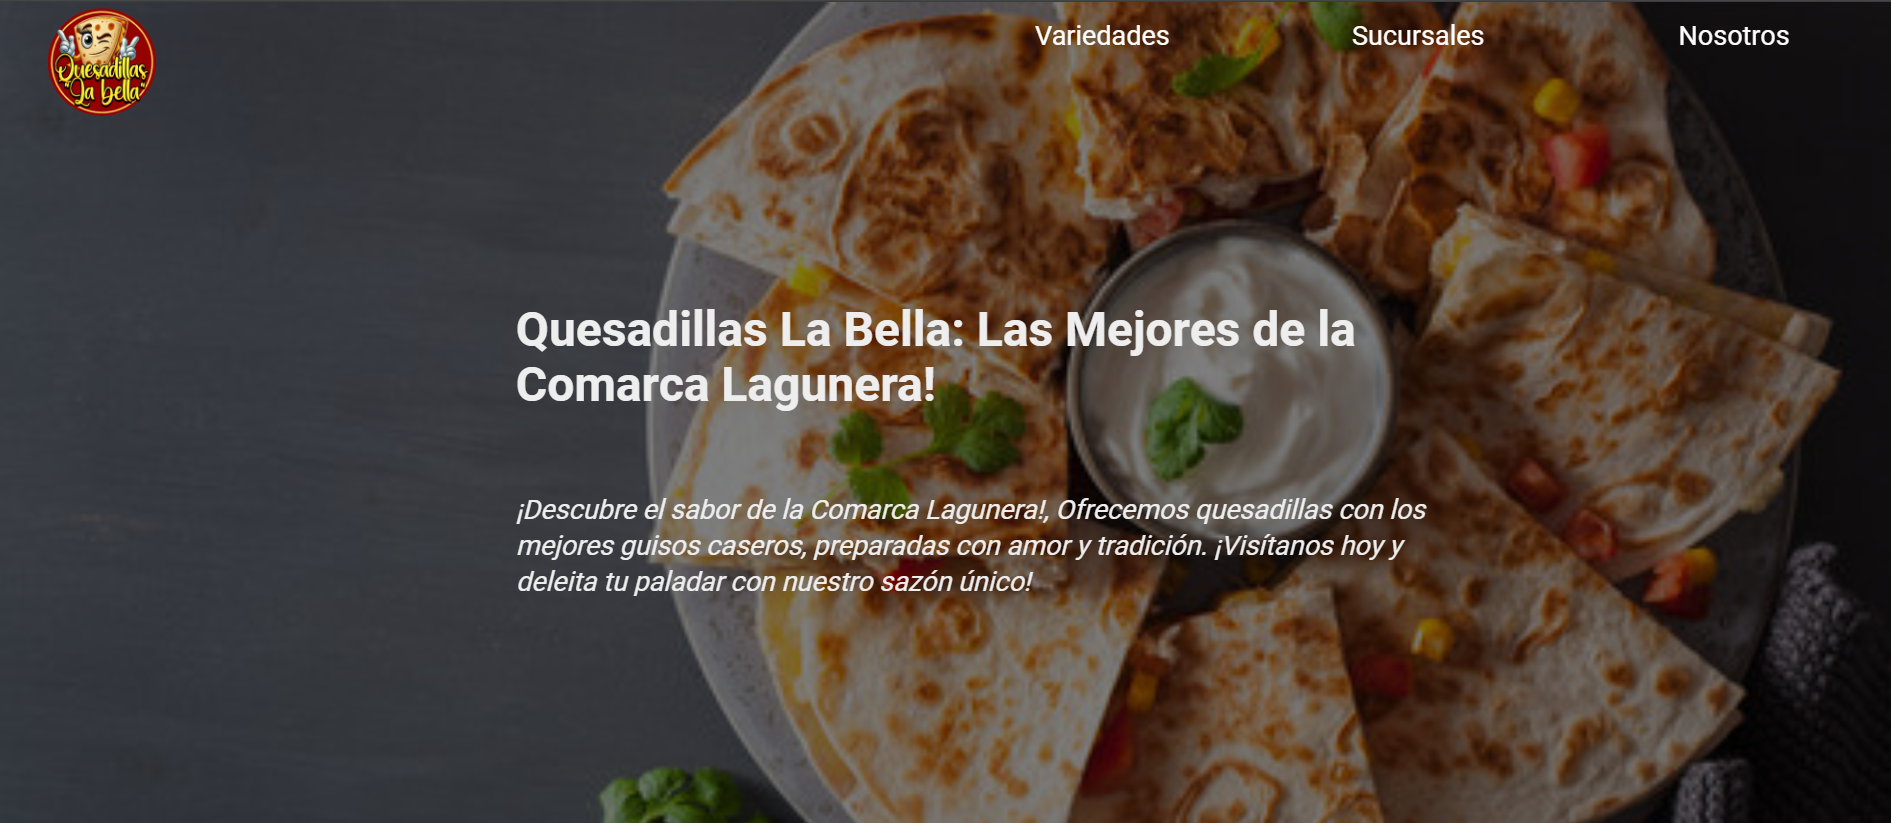 Quesadillas
"La bella"
Variedades
Sucursales
Nosotros
Quesadillas La Bella: Las Mejores de la
Comarca Lagunera!
¡Descubre el sabor de la Comarca Lagunera!, Ofrecemos quesadillas con los
mejores guisos caseros, preparadas con amor y tradición. ¡Visítanos hoy y
deleita tu paladar con nuestro sazón único!